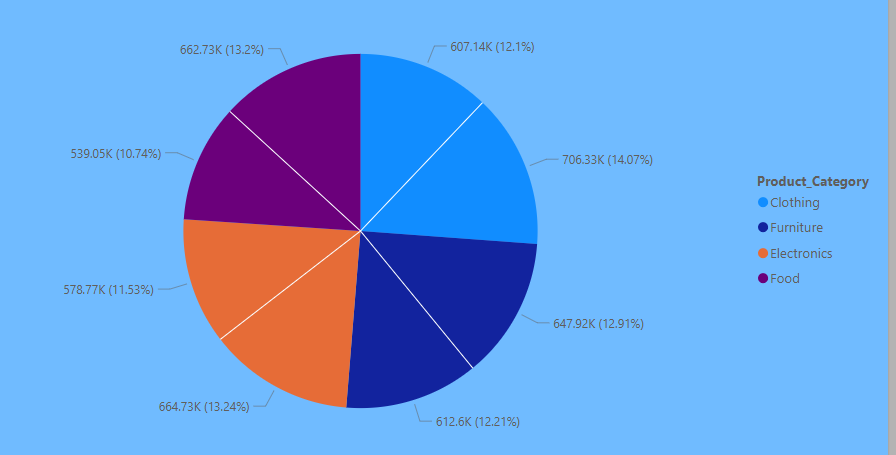 662.73K (13.2%)
607.14K (12.1%)
539.05K (10.74%)
706.33K (14.07%)
578.77K (11.53%)
647.92K (12.91%)
664.73K (13.24%)
612.6K (12.21%)
Product_Category
Clothing
Furniture
Electronics
Food